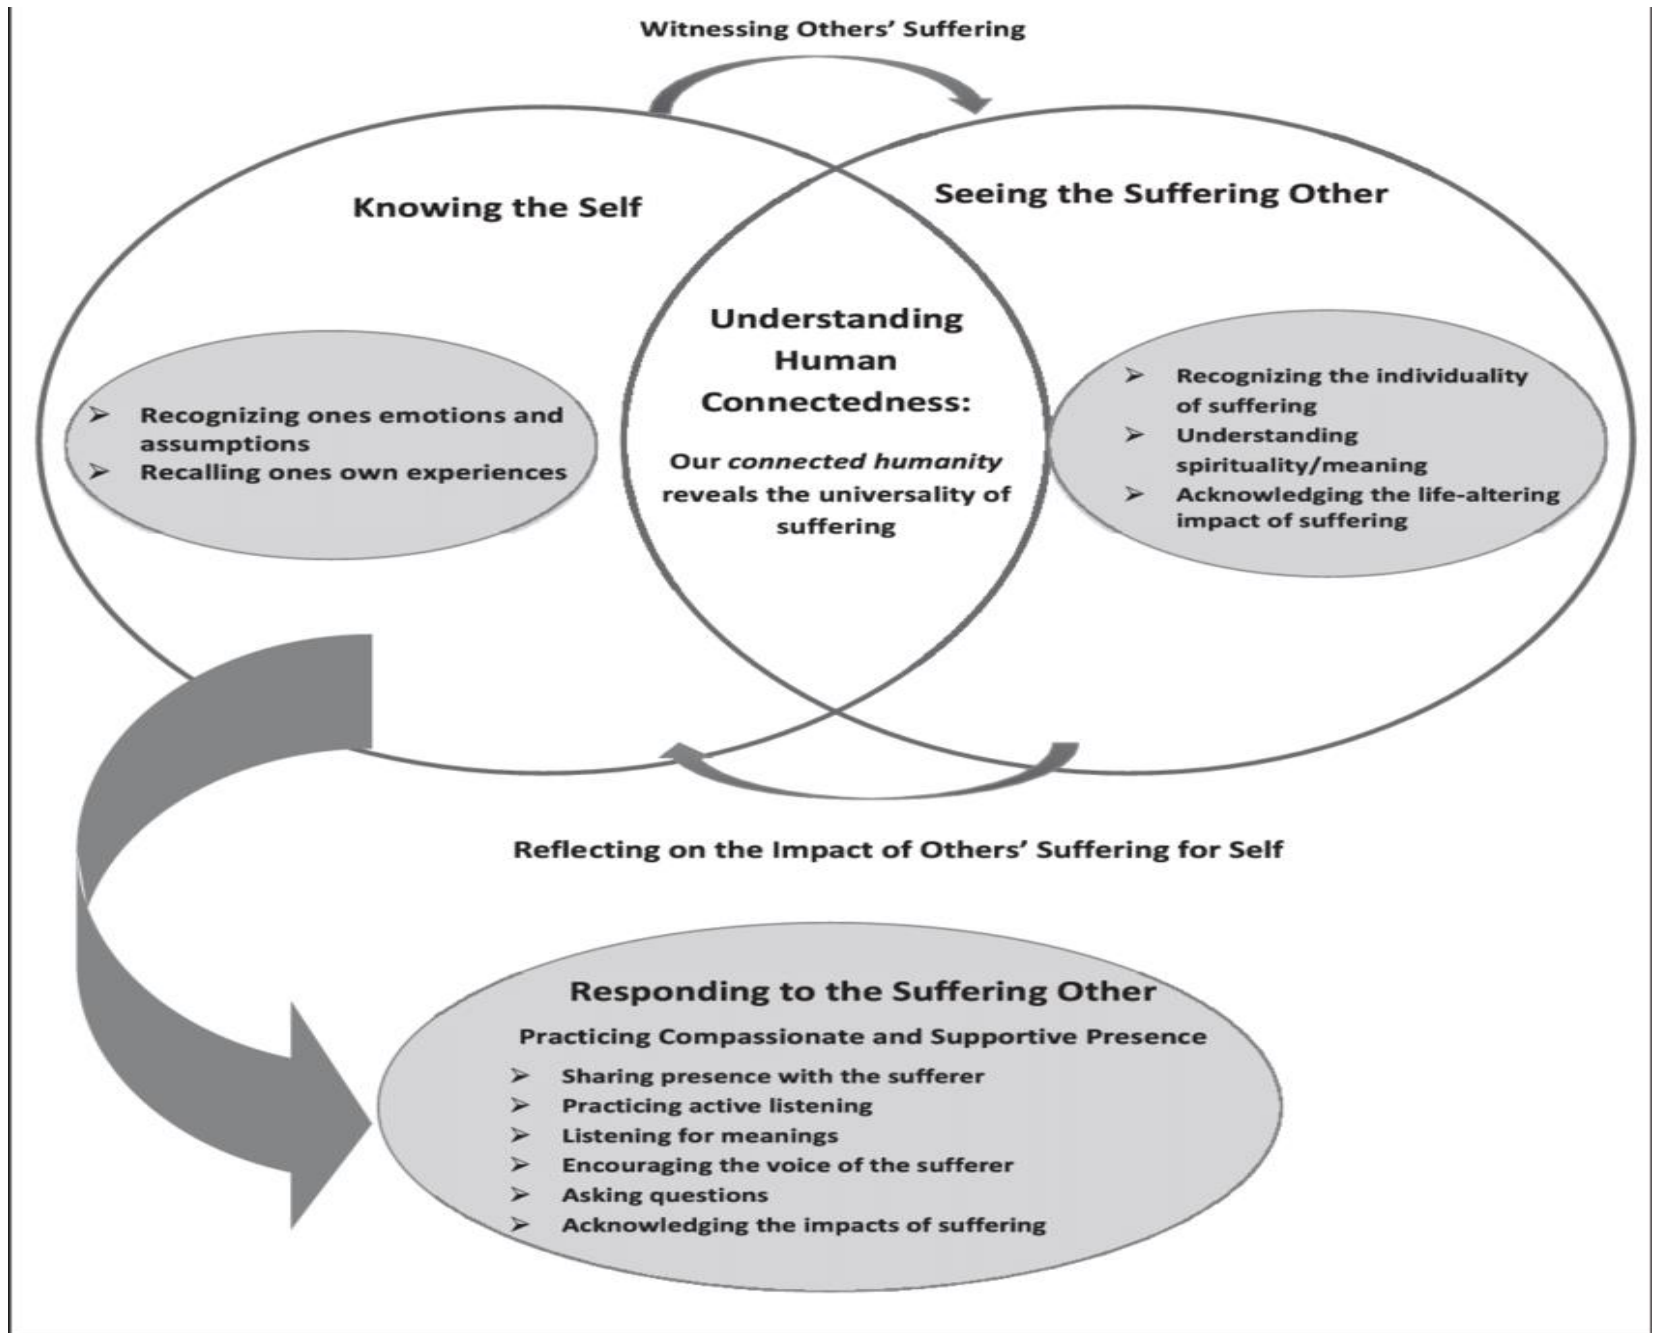 Witnessing Others’ Suffering
Knowing the Self
Seeing the Suffering Other
Understanding
Human
Connectedness:
Our connected humanity
reveals the universality of
suffering
➢ Recognizing ones emotions and
assumptions
➢ Recalling ones own experiences
➢ Recognizing the individuality
of suffering
➢ Understanding
spirituality/meaning
➢ Acknowledging the life-altering
impact of suffering
Reflecting on the Impact of Others’ Suffering for Self
Responding to the Suffering Other
Practicing Compassionate and Supportive Presence
➢ Sharing presence with the sufferer
➢ Practicing active listening
➢ Listening for meanings
➢ Encouraging the voice of the sufferer
➢ Asking questions
➢ Acknowledging the impacts of suffering